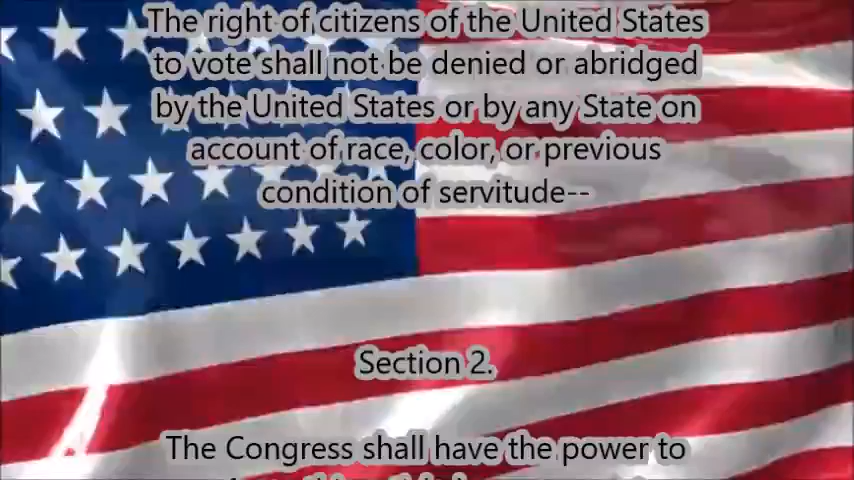 The right of citizens of the United States
to vote shall not be denied or abridged
by the United States or by any State on
account of race, color, or previous
condition of servitude--
Section 2.
The Congress shall have the power to